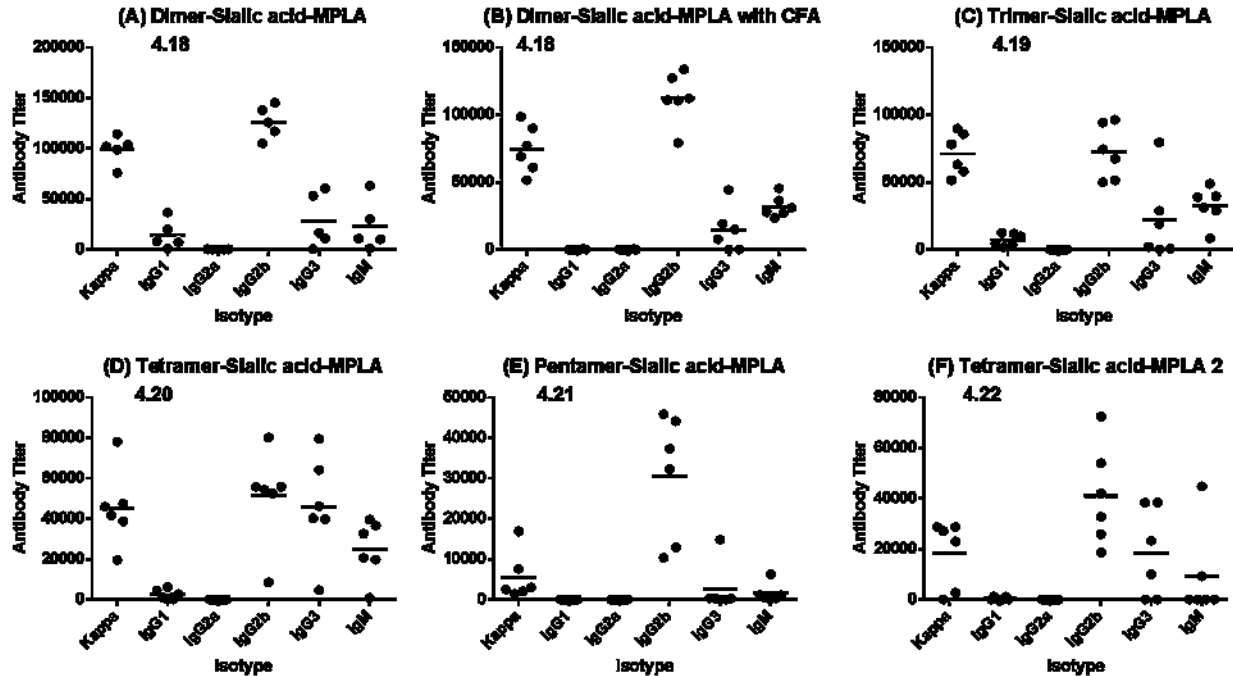 (A) Dimer-Sialic acid-MPLA
4.18
Antibody Titer
200000
150000
100000
50000
0
Kappa
IgG1
IgG2a
IgG2b
IgG3
IgM
Isotype
(B) Dimer-Sialic acid-MPLA with CFA
4.18
Antibody Titer
150000
100000
50000
0
Kappa
IgG1
IgG2a
IgG2b
IgG3
IgM
Isotype
(C) Trimer-Sialic acid-MPLA
4.19
Antibody Titer
150000
100000
50000
0
Kappa
IgG1
IgG2a
IgG2b
IgG3
IgM
Isotype
(D) Tetramer-Sialic acid-MPLA
4.20
Antibody Titer
100000
80000
60000
40000
20000
0
Kappa
IgG1
IgG2a
IgG2b
IgG3
IgM
Isotype
(E) Pentamer-Sialic acid-MPLA
4.21
Antibody Titer
50000
40000
30000
20000
10000
0
Kappa
IgG1
IgG2a
IgG2b
IgG3
IgM
Isotype
(F) Tetramer-Sialic acid-MPLA 2
4.22
Antibody Titer
80000
60000
40000
20000
0
Kappa
IgG1
IgG2a
IgG2b
IgG3
IgM
Isotype